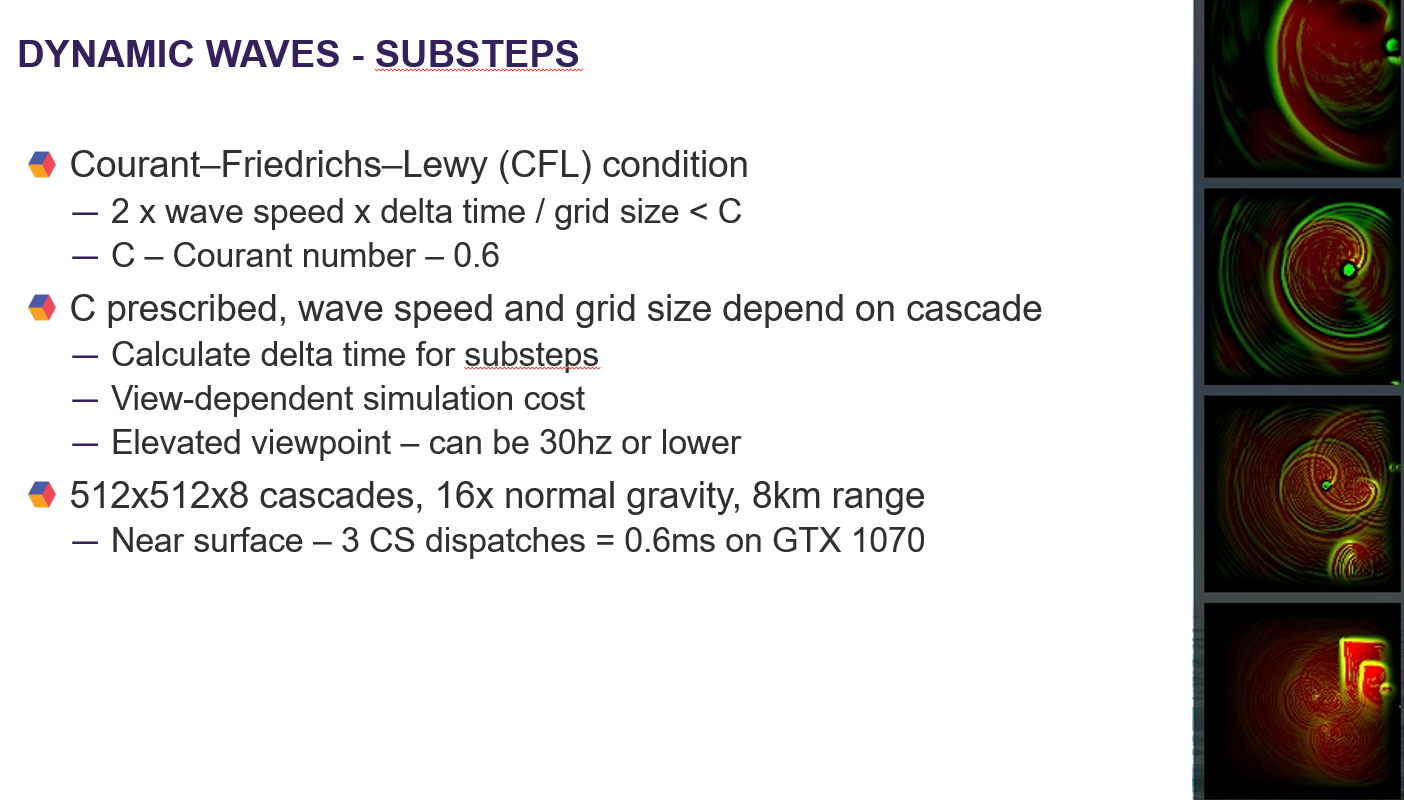 DYNAMIC WAVES - SUBSTEPS
Courant–Friedrichs–Lewy (CFL) condition
— 2 x wave speed x delta time / grid size < C
— C – Courant number – 0.6
C prescribed, wave speed and grid size depend on cascade
— Calculate delta time for substeps
— View-dependent simulation cost
— Elevated viewpoint – can be 30hz or lower
512x512x8 cascades, 16x normal gravity, 8km range
— Near surface – 3 CS dispatches = 0.6ms on GTX 1070